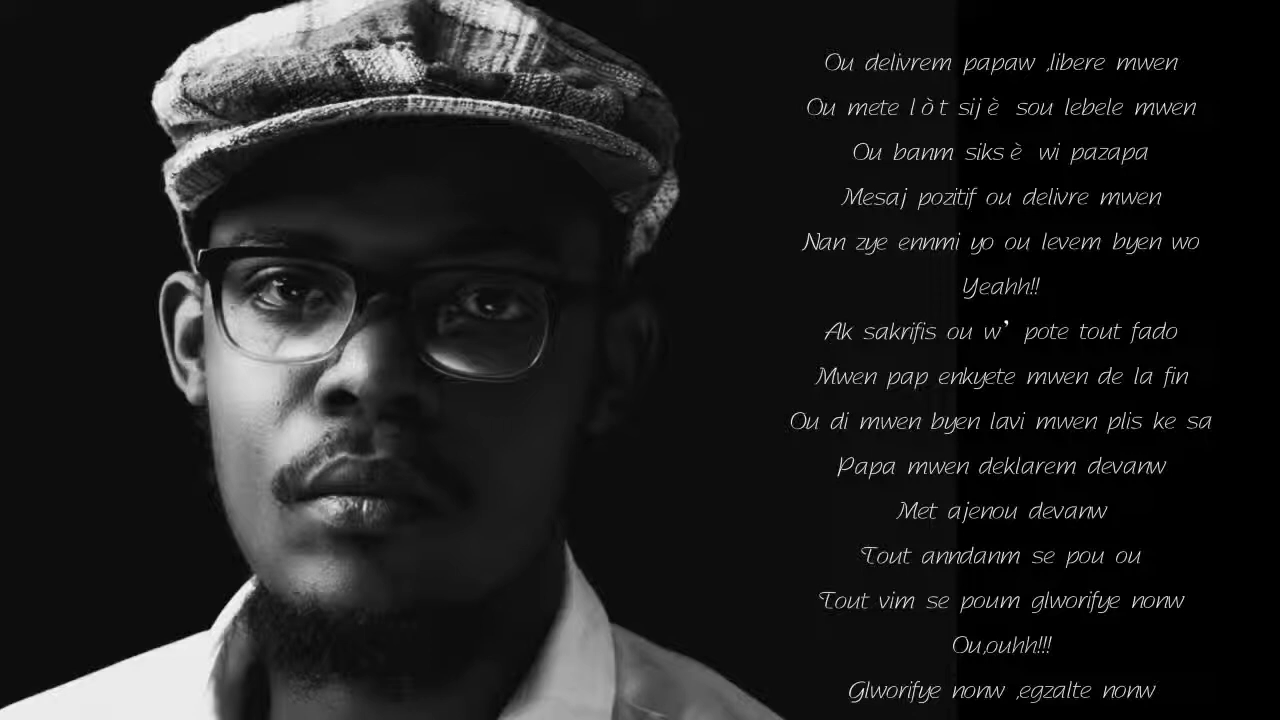 Ou delivrem papaw ,libere mwen
Ou mete lòt sijè sou lebele mwen
Ou banm siksè wi pazapa
Mesaj pozitif ou delivre mwen
Nan zye ennmi yo ou levem byen wo
Yeahh!!
Ak sakrifis ou w’ pote tout fado
Mwen pap enkyete mwen de la fin
Ou di mwen byen lavi mwen plis ke sa
Papa mwen deklarem devanw
Met ajenou devanw
Tout anndanm se pou ou
Tout vim se poum glworifye nonw
Ou,ouhh!!!
Glworifye nonw ,egzalte nonw